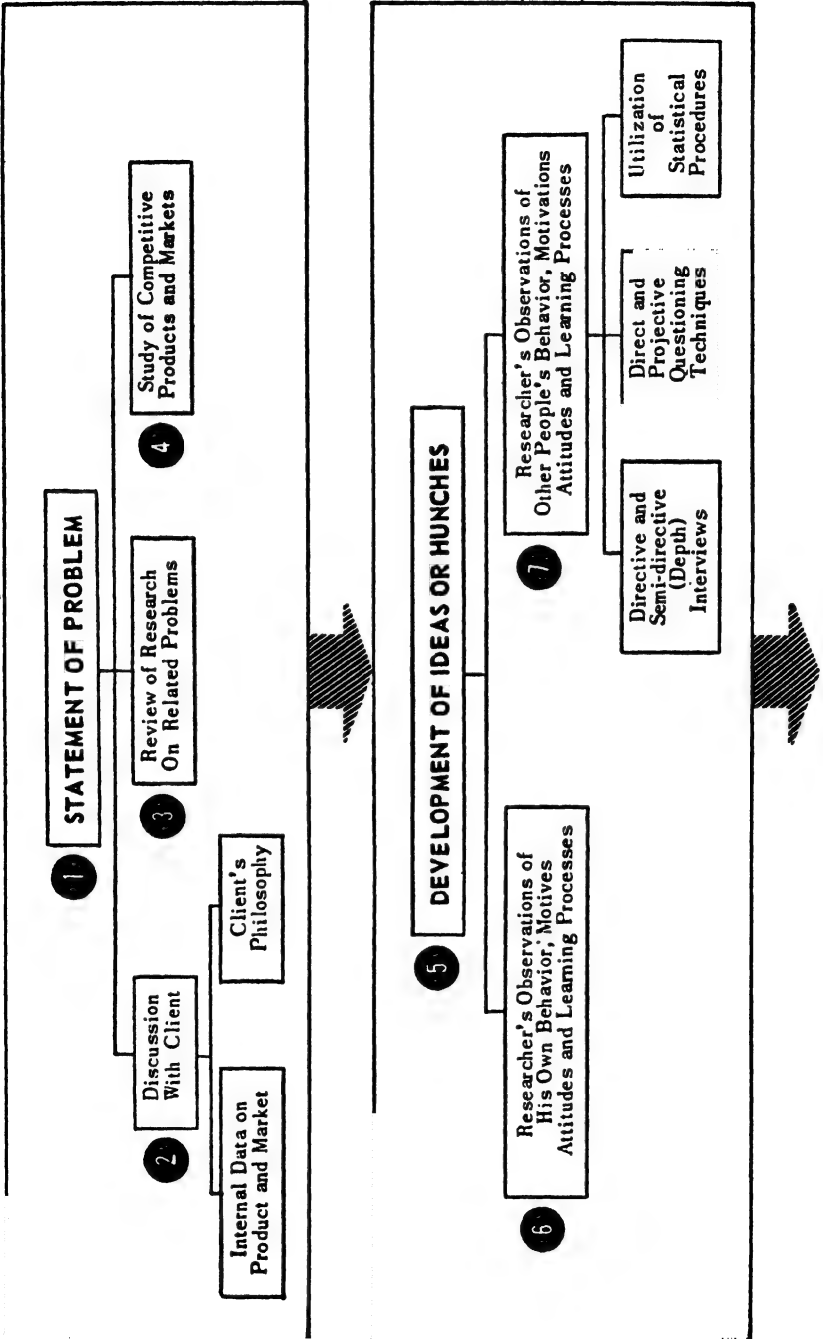 1
STATEMENT OF PROBLEM
2
Discussion
With Client
Internal Data on
Product and Market
Client's
Philosophy
3
Review of Research
On Related Problems
4
Study of Competitive
Products and Markets
5
DEVELOPMENT OF IDEAS OR HUNCHES
6
Researcher's Observations of
His Own Behavior, Motives
Attitudes and Learning Processes
7
Researcher's Observations of
Other People's Behavior, Motivations
Attitudes and Learning Processes
Directive and
Semi-directive
(Depth)
Interviews
Direct and
Projective
Questioning
Techniques
Utilization
of
Statistical
Procedures